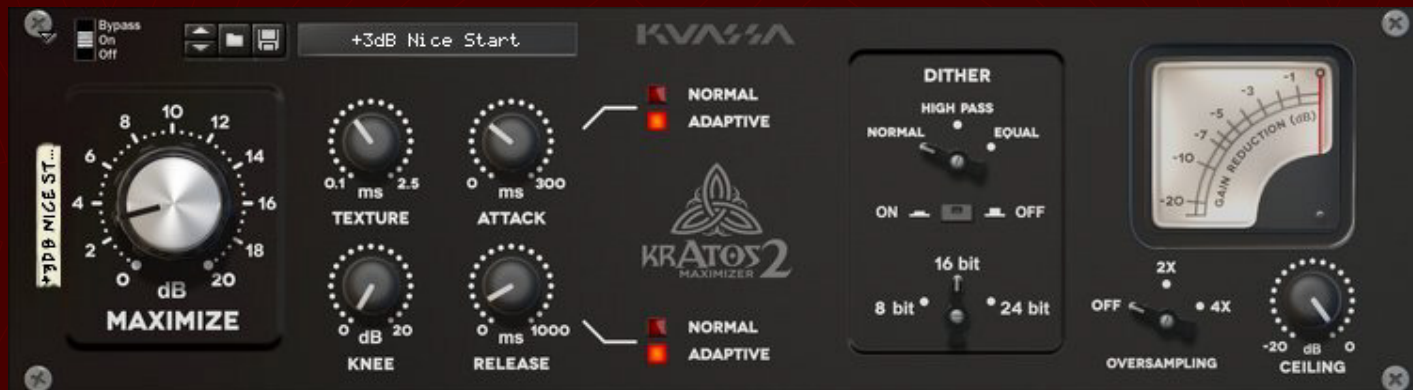 Bypass
On
Off
+3dB Nice Start
KVASSA
+3DB NICE ST...
0 2 4 6 8 10 12 14 16 18 20
dB
MAXIMIZE
0.1 ms 2.5
TEXTURE
0 ms 300
ATTACK
0 dB 20
KNEE
0 ms 1000
RELEASE
NORMAL
ADAPTIVE
KRATOS 2
MAXIMIZER
NORMAL
ADAPTIVE
DITHER
HIGH PASS
NORMAL
EQUAL
ON
OFF
16 bit
8 bit
24 bit
-20 -10 -7 -5 -3 -1 0
GAIN REDUCTION (dB)
2X
OFF
4X
OVERSAMPLING
-20 dB 0
CEILING